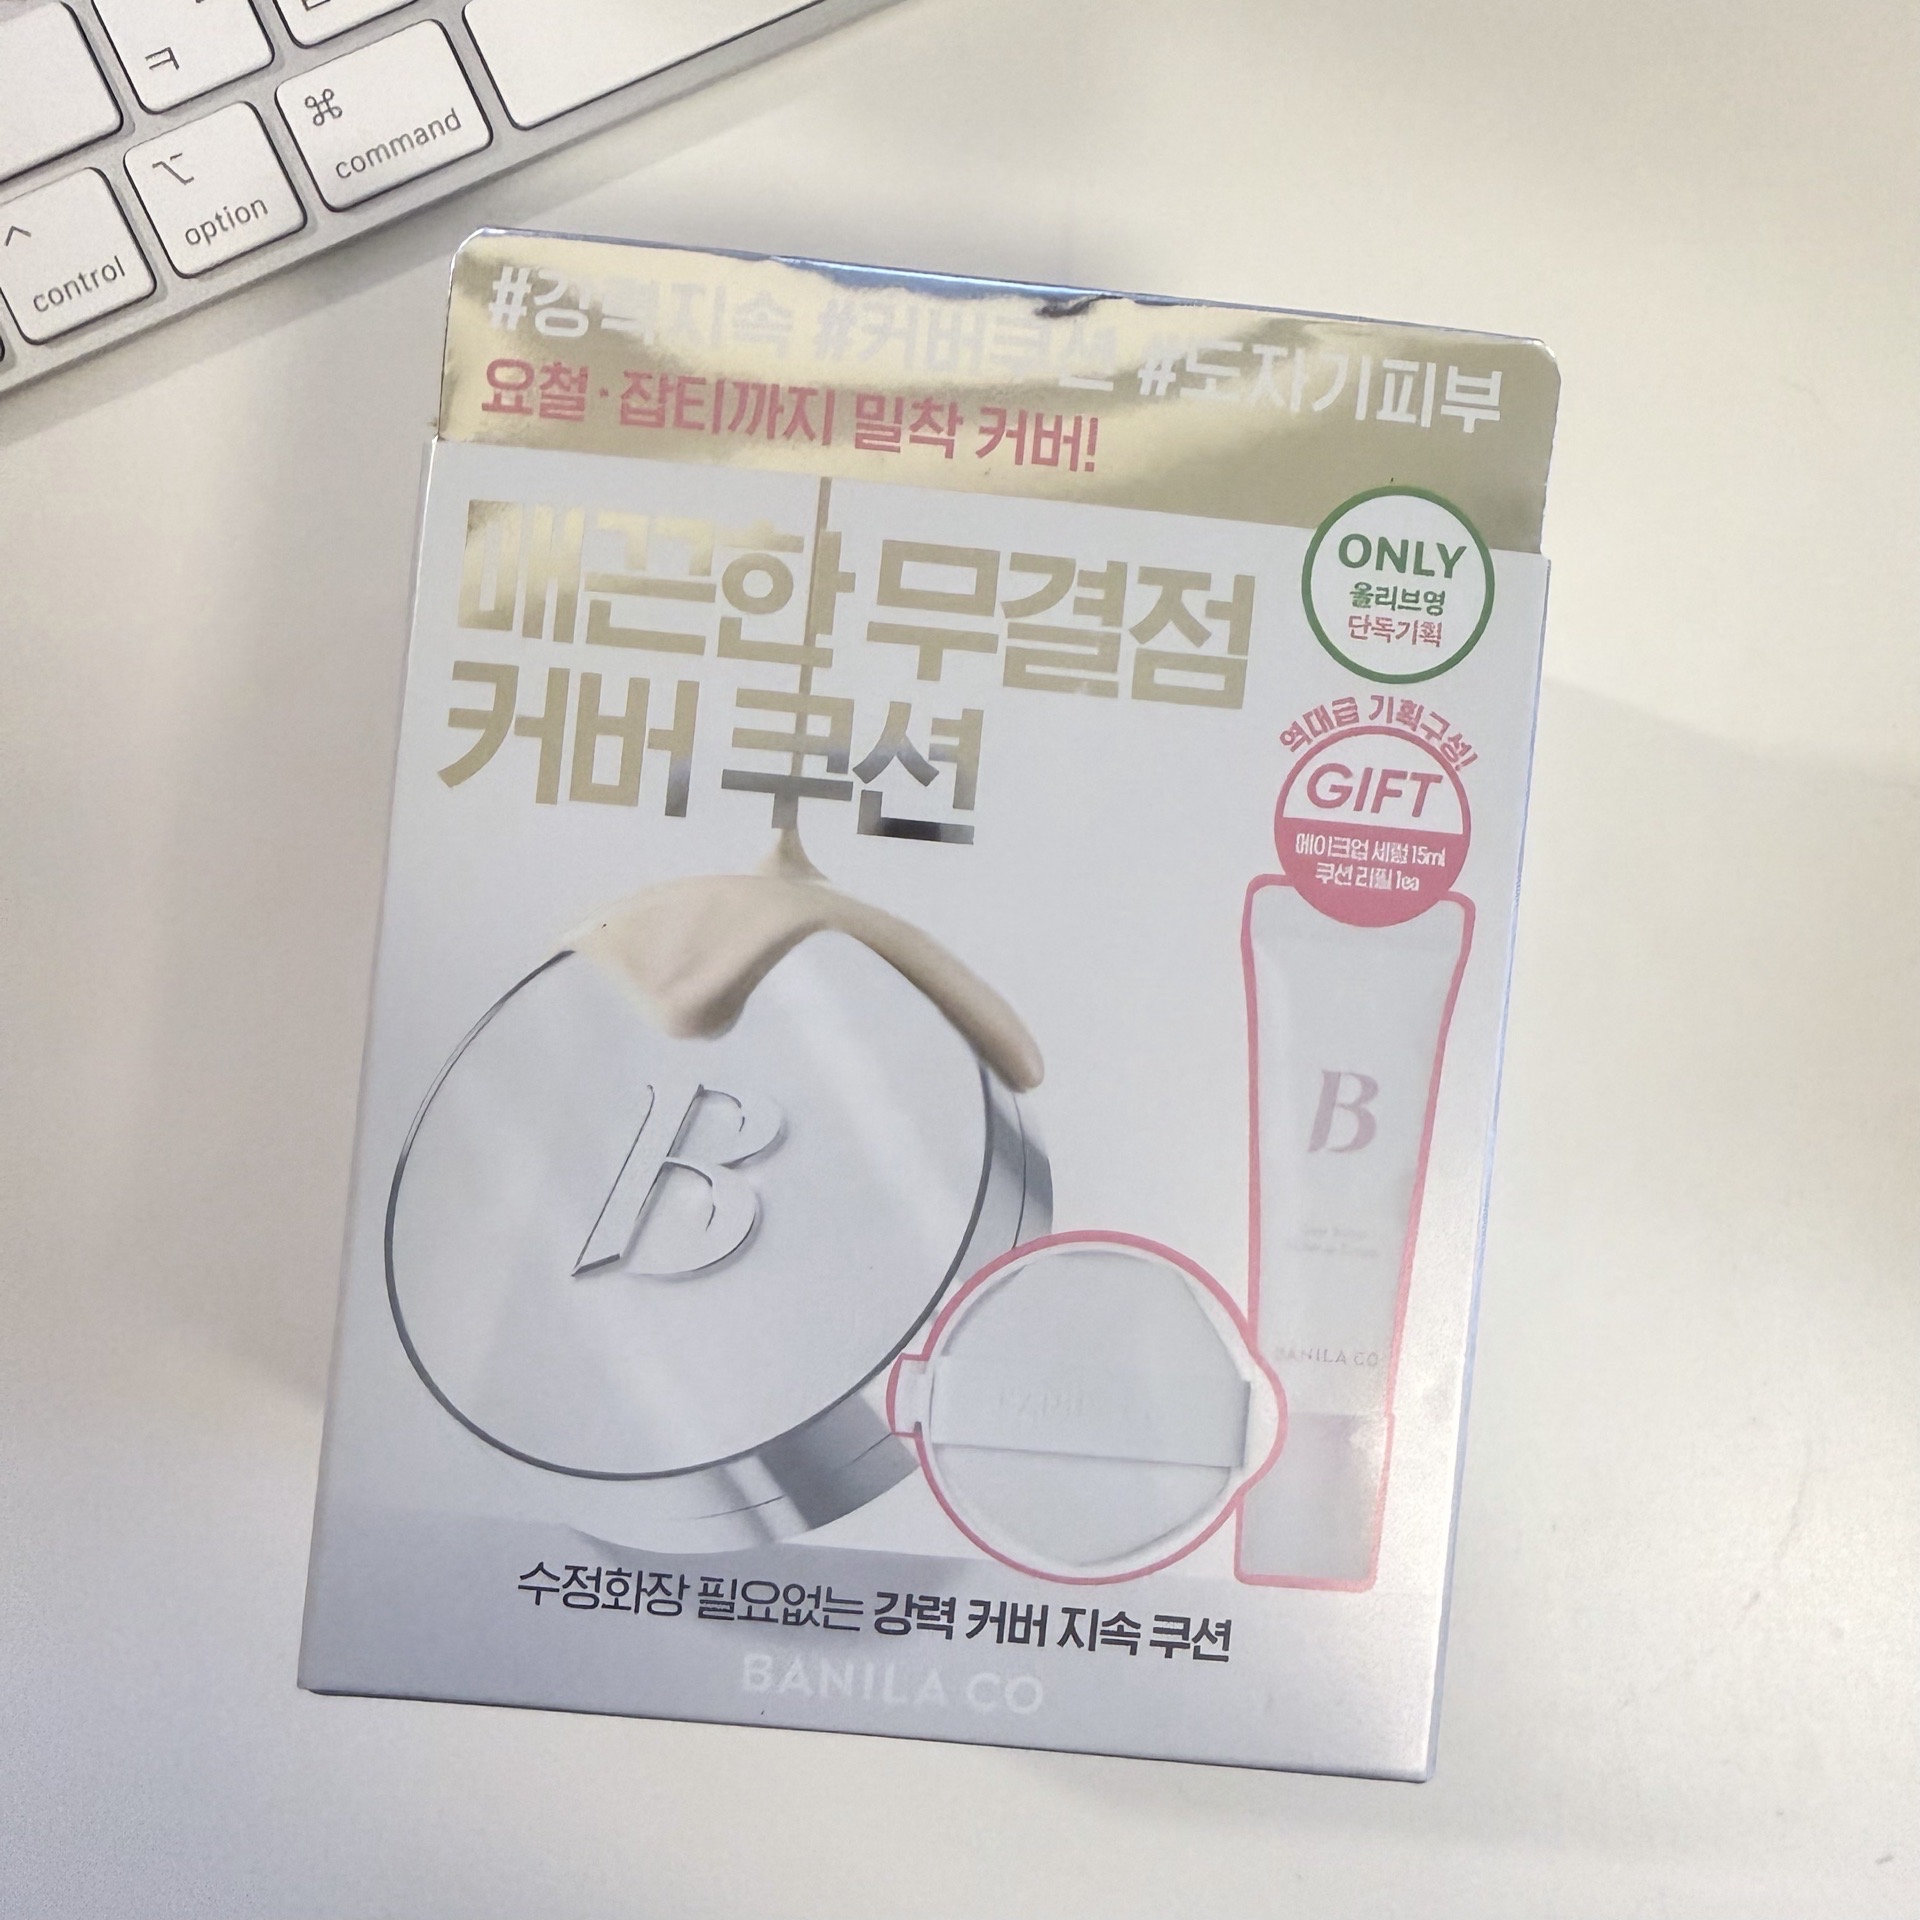 ㅋ
⌘
command
⌥
option
^
control
#강력지속 #커버쿠션 #도자기피부
요철·잡티까지 밀착 커버!
매끈한 무결점
커버 쿠션
ONLY
올리브영
단독기획
역대급 기획구성!
GIFT
메이크업 세럼 15ml
쿠션 리필 1ea
B
B
BANILA CO
수정화장 필요없는 강력 커버 지속 쿠션
BANILA CO